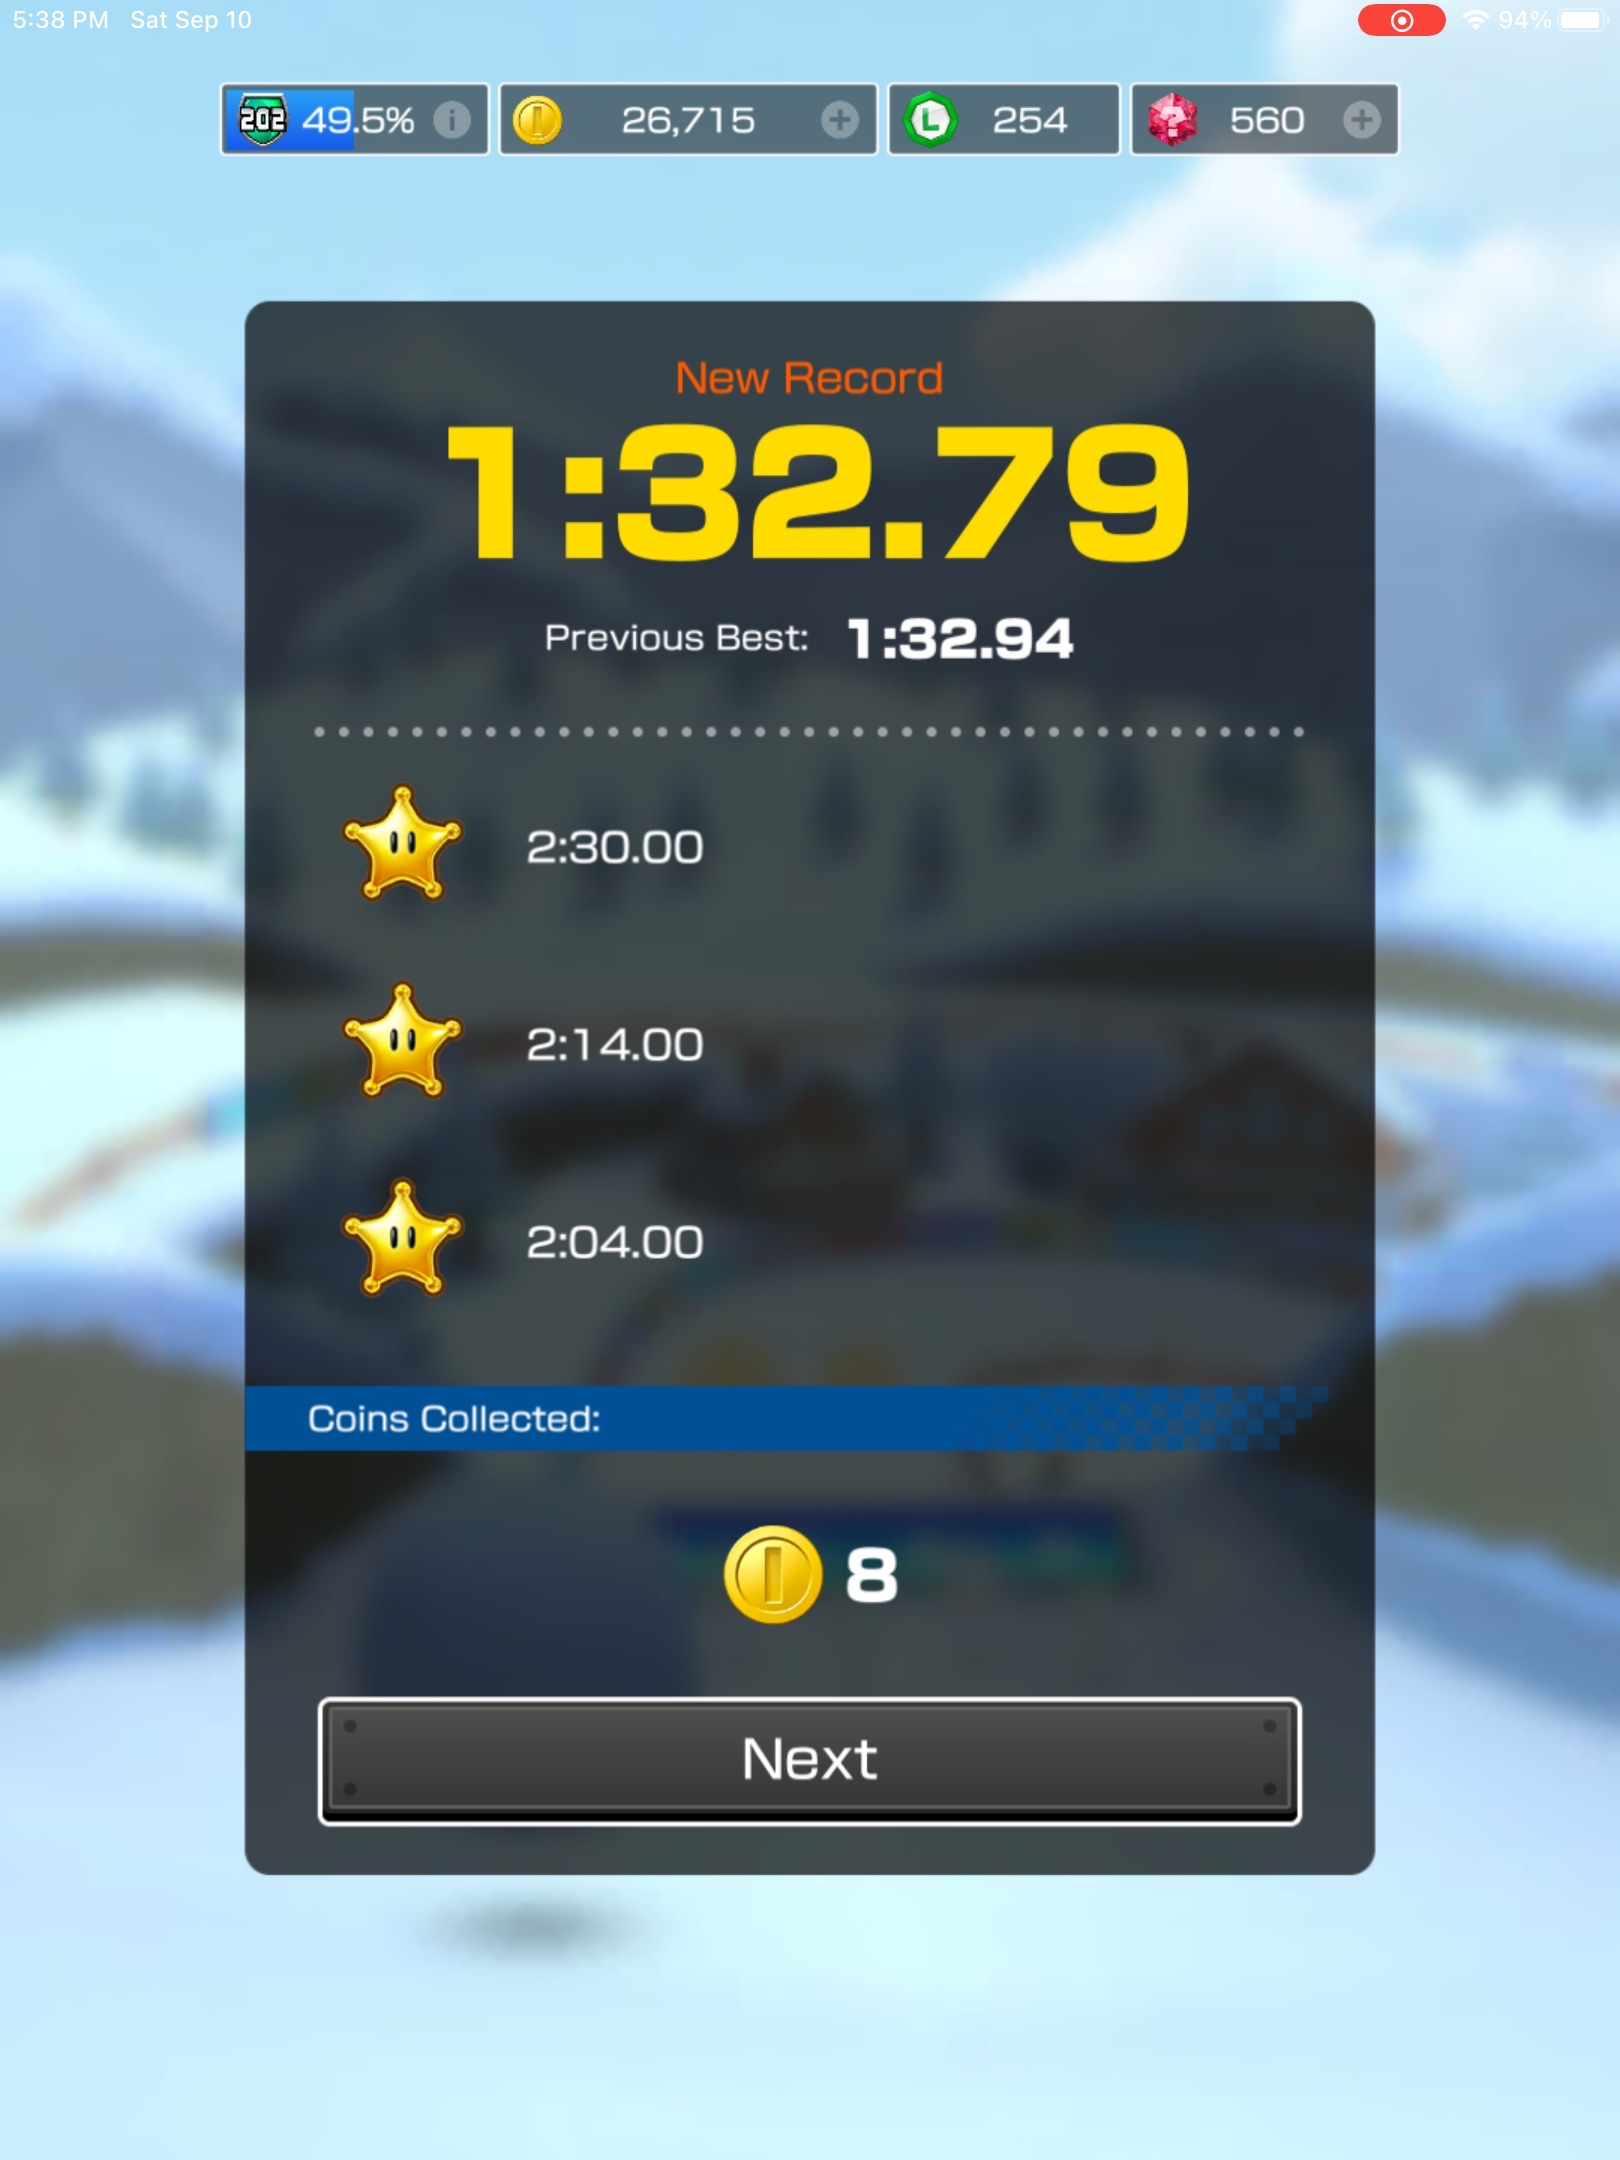 5:38 PM Sat Sep 10 94%
202 49.5% i 26,715 + L 254 ? 560 +
New Record
1:32.79
Previous Best: 1:32.94
2:30.00
2:14.00
2:04.00
Coins Collected:
8
Next